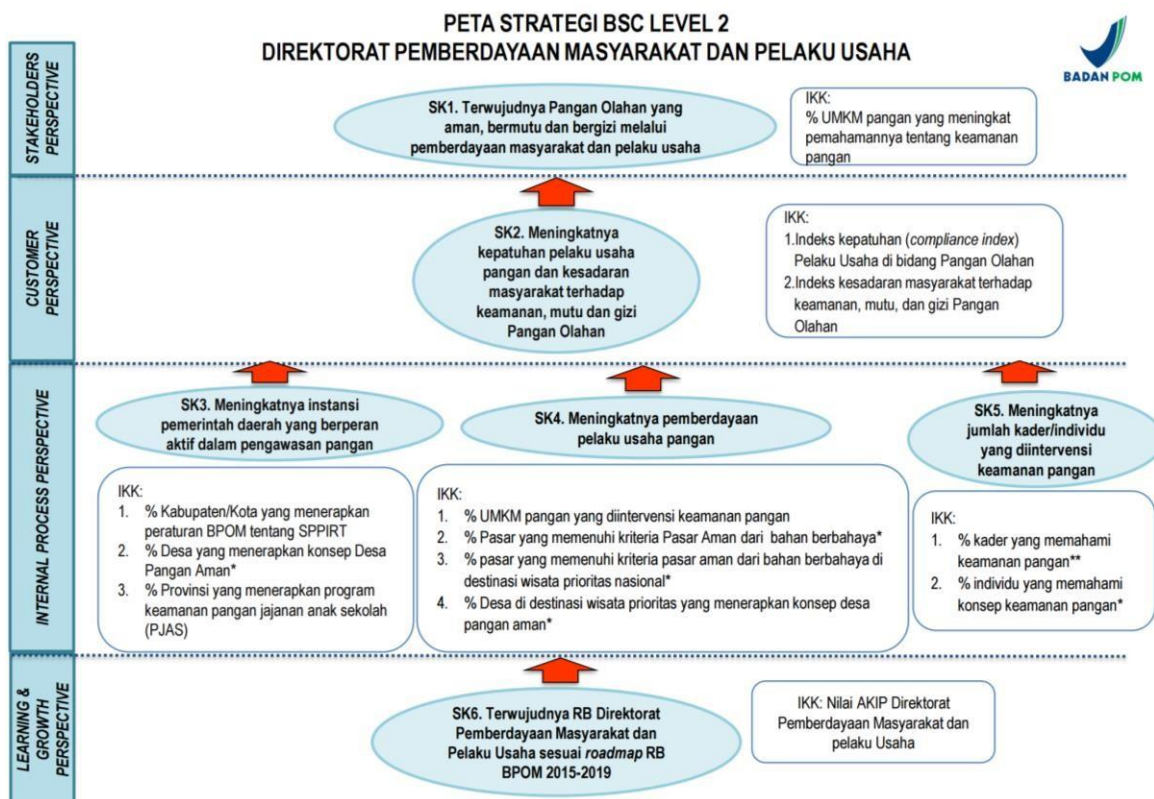 PETA STRATEGI BSC LEVEL 2
DIREKTORAT PEMBERDAYAAN MASYARAKAT DAN PELAKU USAHA
BADAN POM
STAKEHOLDERS
PERSPECTIVE
SK1. Terwujudnya Pangan Olahan yang
aman, bermutu dan bergizi melalui
pemberdayaan masyarakat dan pelaku usaha
IKK:
% UMKM pangan yang meningkat
pemahamannya tentang keamanan
pangan
CUSTOMER
PERSPECTIVE
SK2. Meningkatnya
kepatuhan pelaku usaha
pangan dan kesadaran
masyarakat terhadap
keamanan, mutu dan gizi
Pangan Olahan
IKK:
1.Indeks kepatuhan (compliance index)
Pelaku Usaha di bidang Pangan Olahan
2.Indeks kesadaran masyarakat terhadap
keamanan, mutu, dan gizi Pangan
Olahan
INTERNAL PROCESS PERSPECTIVE
SK3. Meningkatnya instansi
pemerintah daerah yang berperan
aktif dalam pengawasan pangan
SK4. Meningkatnya pemberdayaan
pelaku usaha pangan
SK5. Meningkatnya
jumlah kader/individu
yang diintervensi
keamanan pangan
IKK:
1. % Kabupaten/Kota yang menerapkan
peraturan BPOM tentang SPPIRT
2. % Desa yang menerapkan konsep Desa
Pangan Aman*
3. % Provinsi yang menerapkan program
keamanan pangan jajanan anak sekolah
(PJAS)
IKK:
1. % UMKM pangan yang diintervensi keamanan pangan
2. % Pasar yang memenuhi kriteria Pasar Aman dari bahan berbahaya*
3. % pasar yang memenuhi kriteria pasar aman dari bahan berbahaya di
destinasi wisata prioritas nasional*
4. % Desa di destinasi wisata prioritas yang menerapkan konsep desa
pangan aman*
IKK:
1. % kader yang memahami
keamanan pangan**
2. % individu yang memahami
konsep keamanan pangan*
LEARNING &
GROWTH
PERSPECTIVE
SK6. Terwujudnya RB Direktorat
Pemberdayaan Masyarakat dan
Pelaku Usaha sesuai roadmap RB
BPOM 2015-2019
IKK: Nilai AKIP Direktorat
Pemberdayaan Masyarakat dan
pelaku Usaha